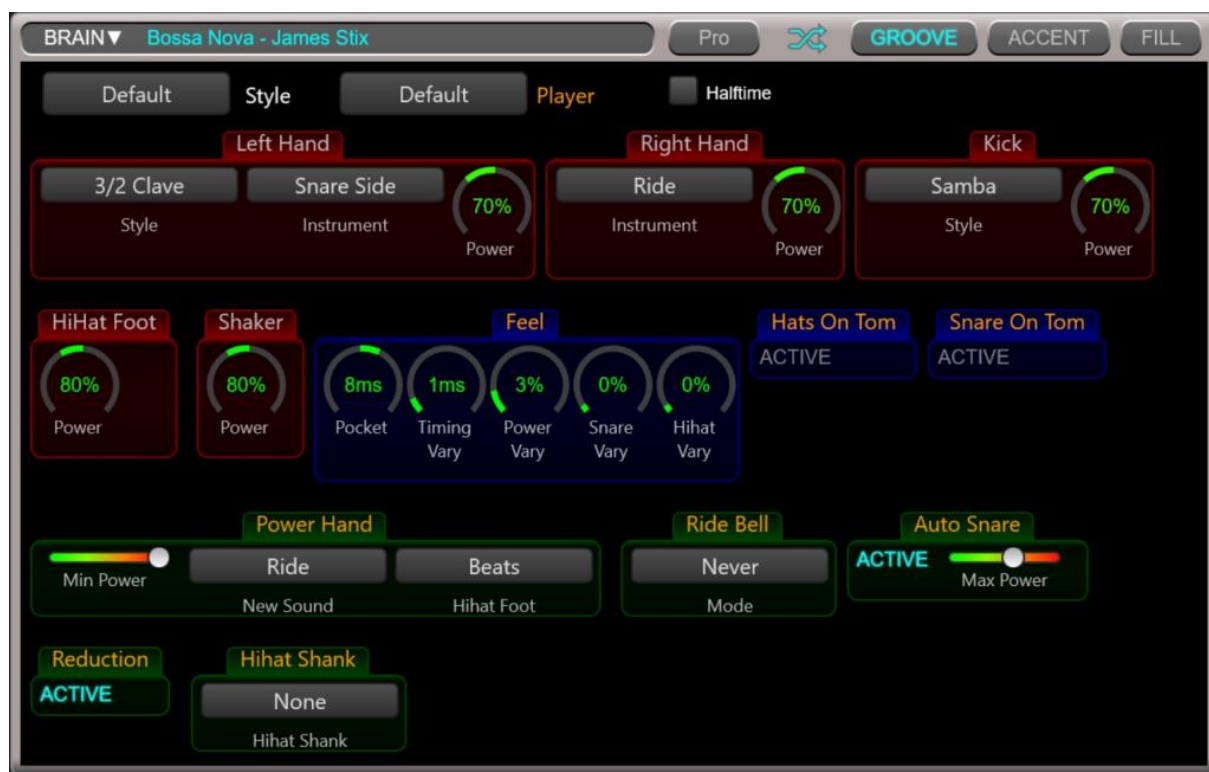 BRAIN▼ Bossa Nova - James Stix Pro GROOVE ACCENT FILL
Default Style Default Player Halftime
Left Hand Right Hand Kick
3/2 Clave Snare Side 70% Ride 70% Samba 70%
Style Instrument Power Instrument Power Style Power
HiHat Foot Shaker Feel Hats On Tom Snare On Tom
ACTIVE ACTIVE
80% 80% 8ms 1ms 3% 0% 0%
Power Power Pocket Timing Power Snare Hihat
Vary Vary Vary Vary
Power Hand Ride Bell Auto Snare
Min Power Ride Beats Never ACTIVE Max Power
New Sound Hihat Foot Mode
Reduction Hihat Shank
ACTIVE None
Hihat Shank